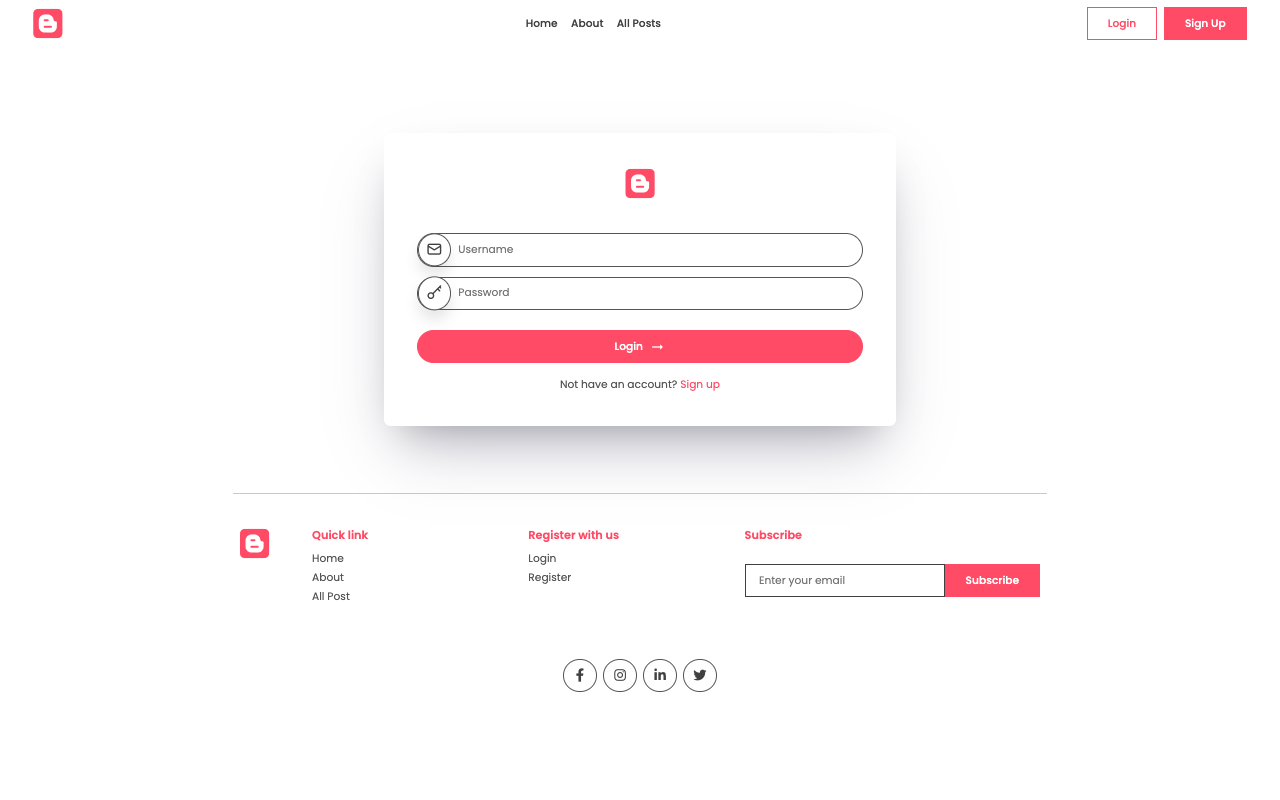 Home About All Posts Login Sign Up
Username
Password
Login →
Not have an account? Sign up
Quick link
Home
About
All Post
Register with us
Login
Register
Subscribe
Enter your email Subscribe